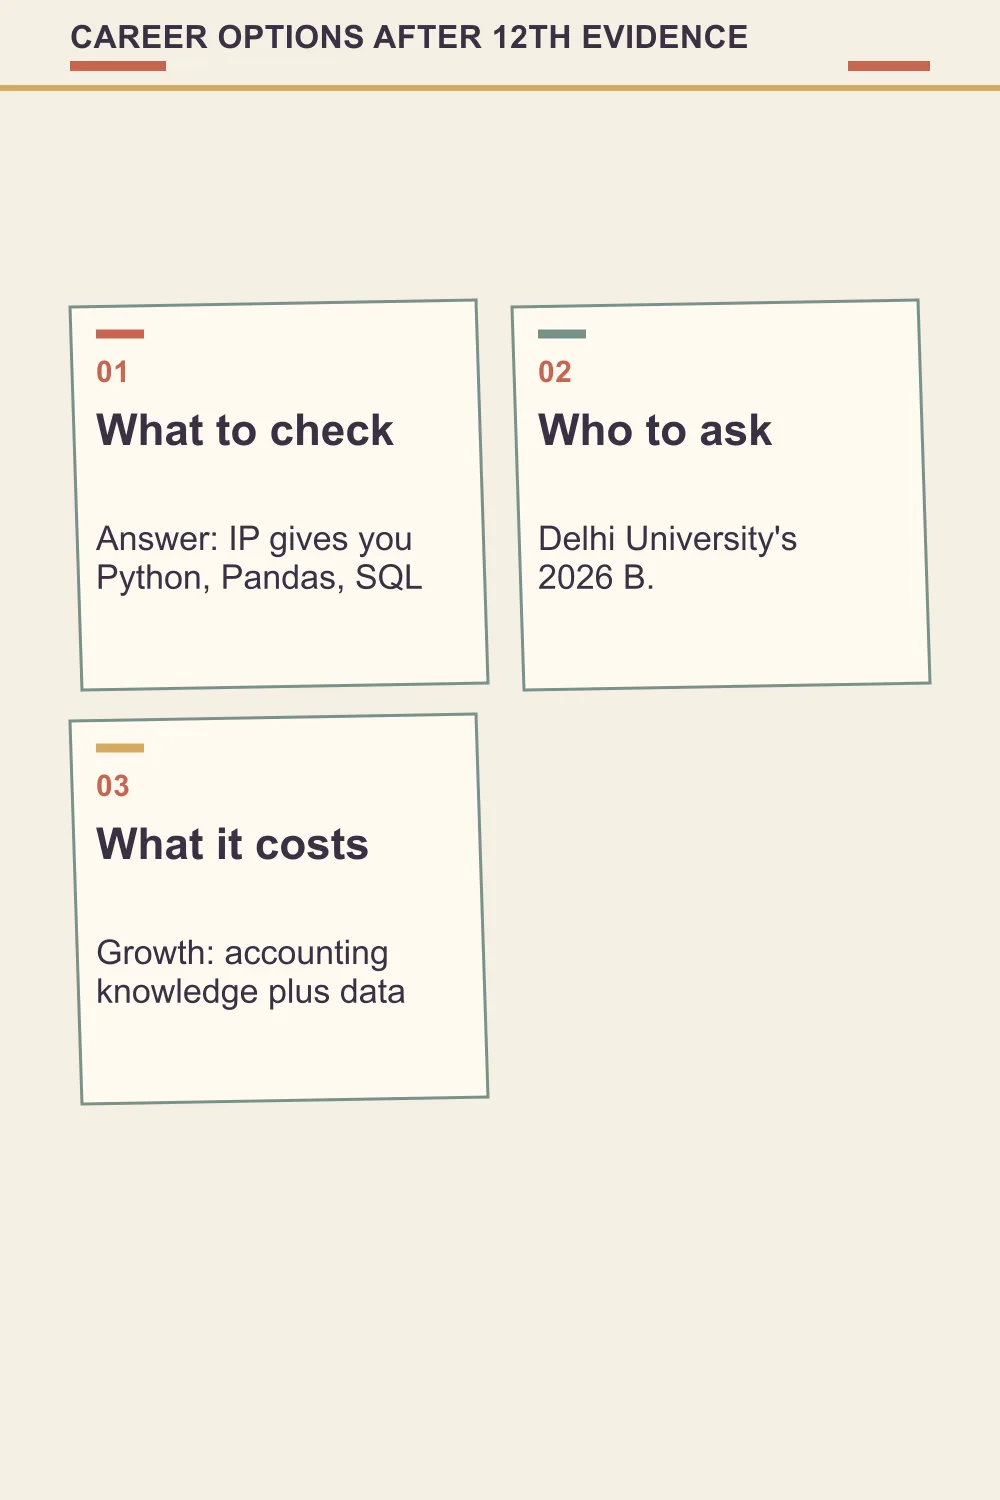 CAREER OPTIONS AFTER 12TH EVIDENCE
01
What to check
Answer: IP gives you
Python, Pandas, SQL
02
Who to ask
Delhi University's
2026 B.
03
What it costs
Growth: accounting
knowledge plus data